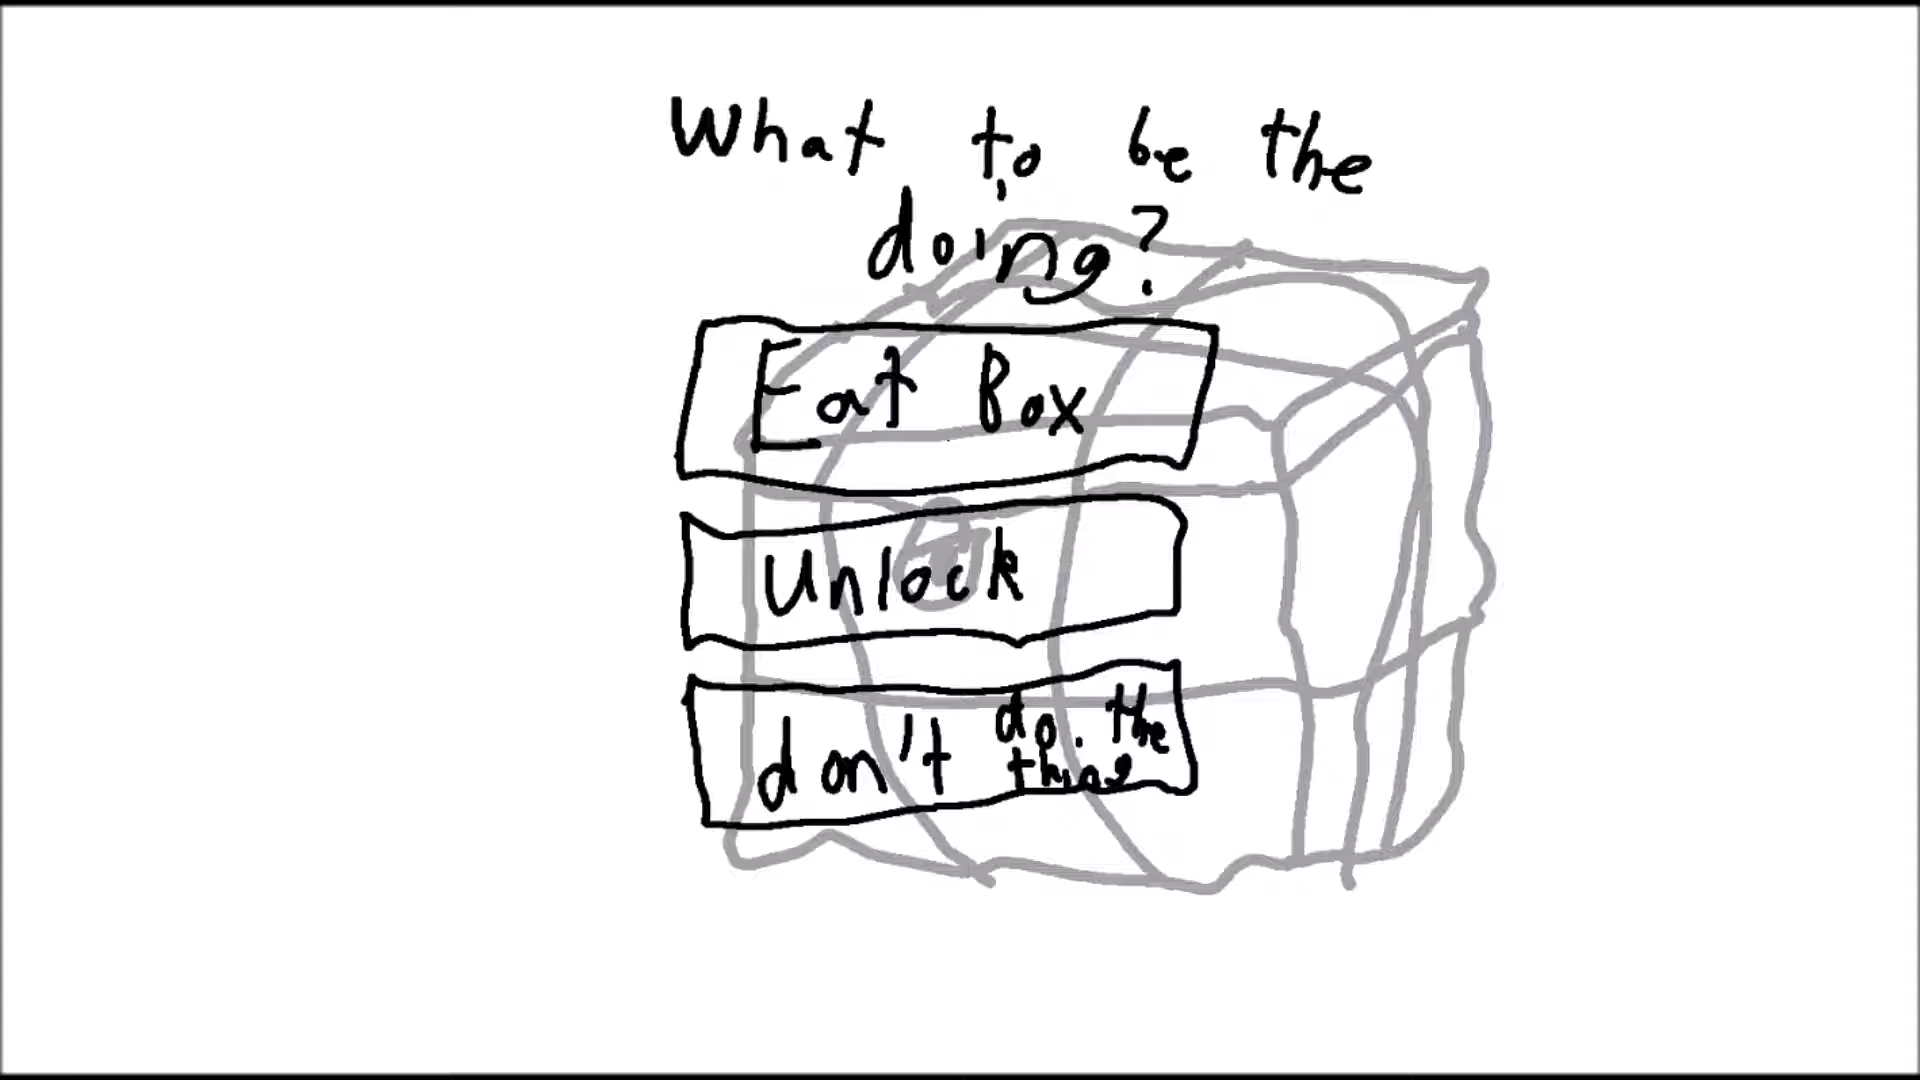 What to be the
doing?
Eat Box
Unlock
don't do the
thing